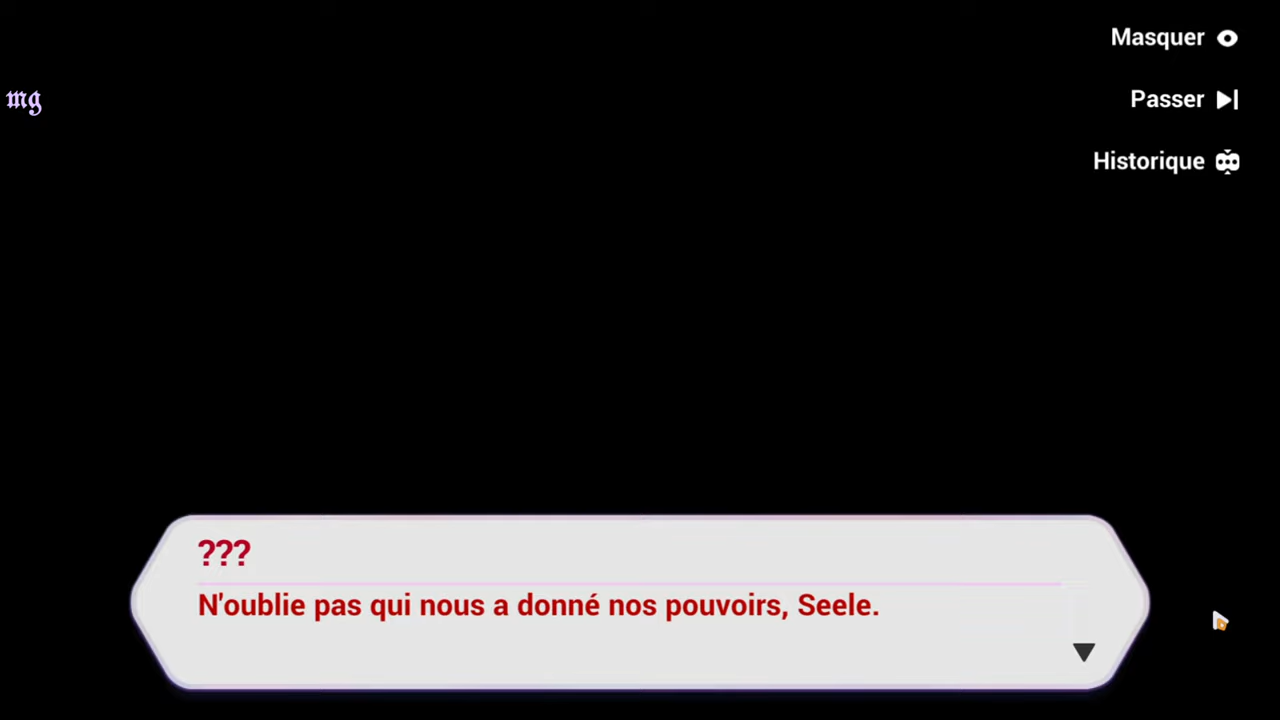 Masquer
mg
Passer
Historique
???
N'oublie pas qui nous a donné nos pouvoirs, Seele.